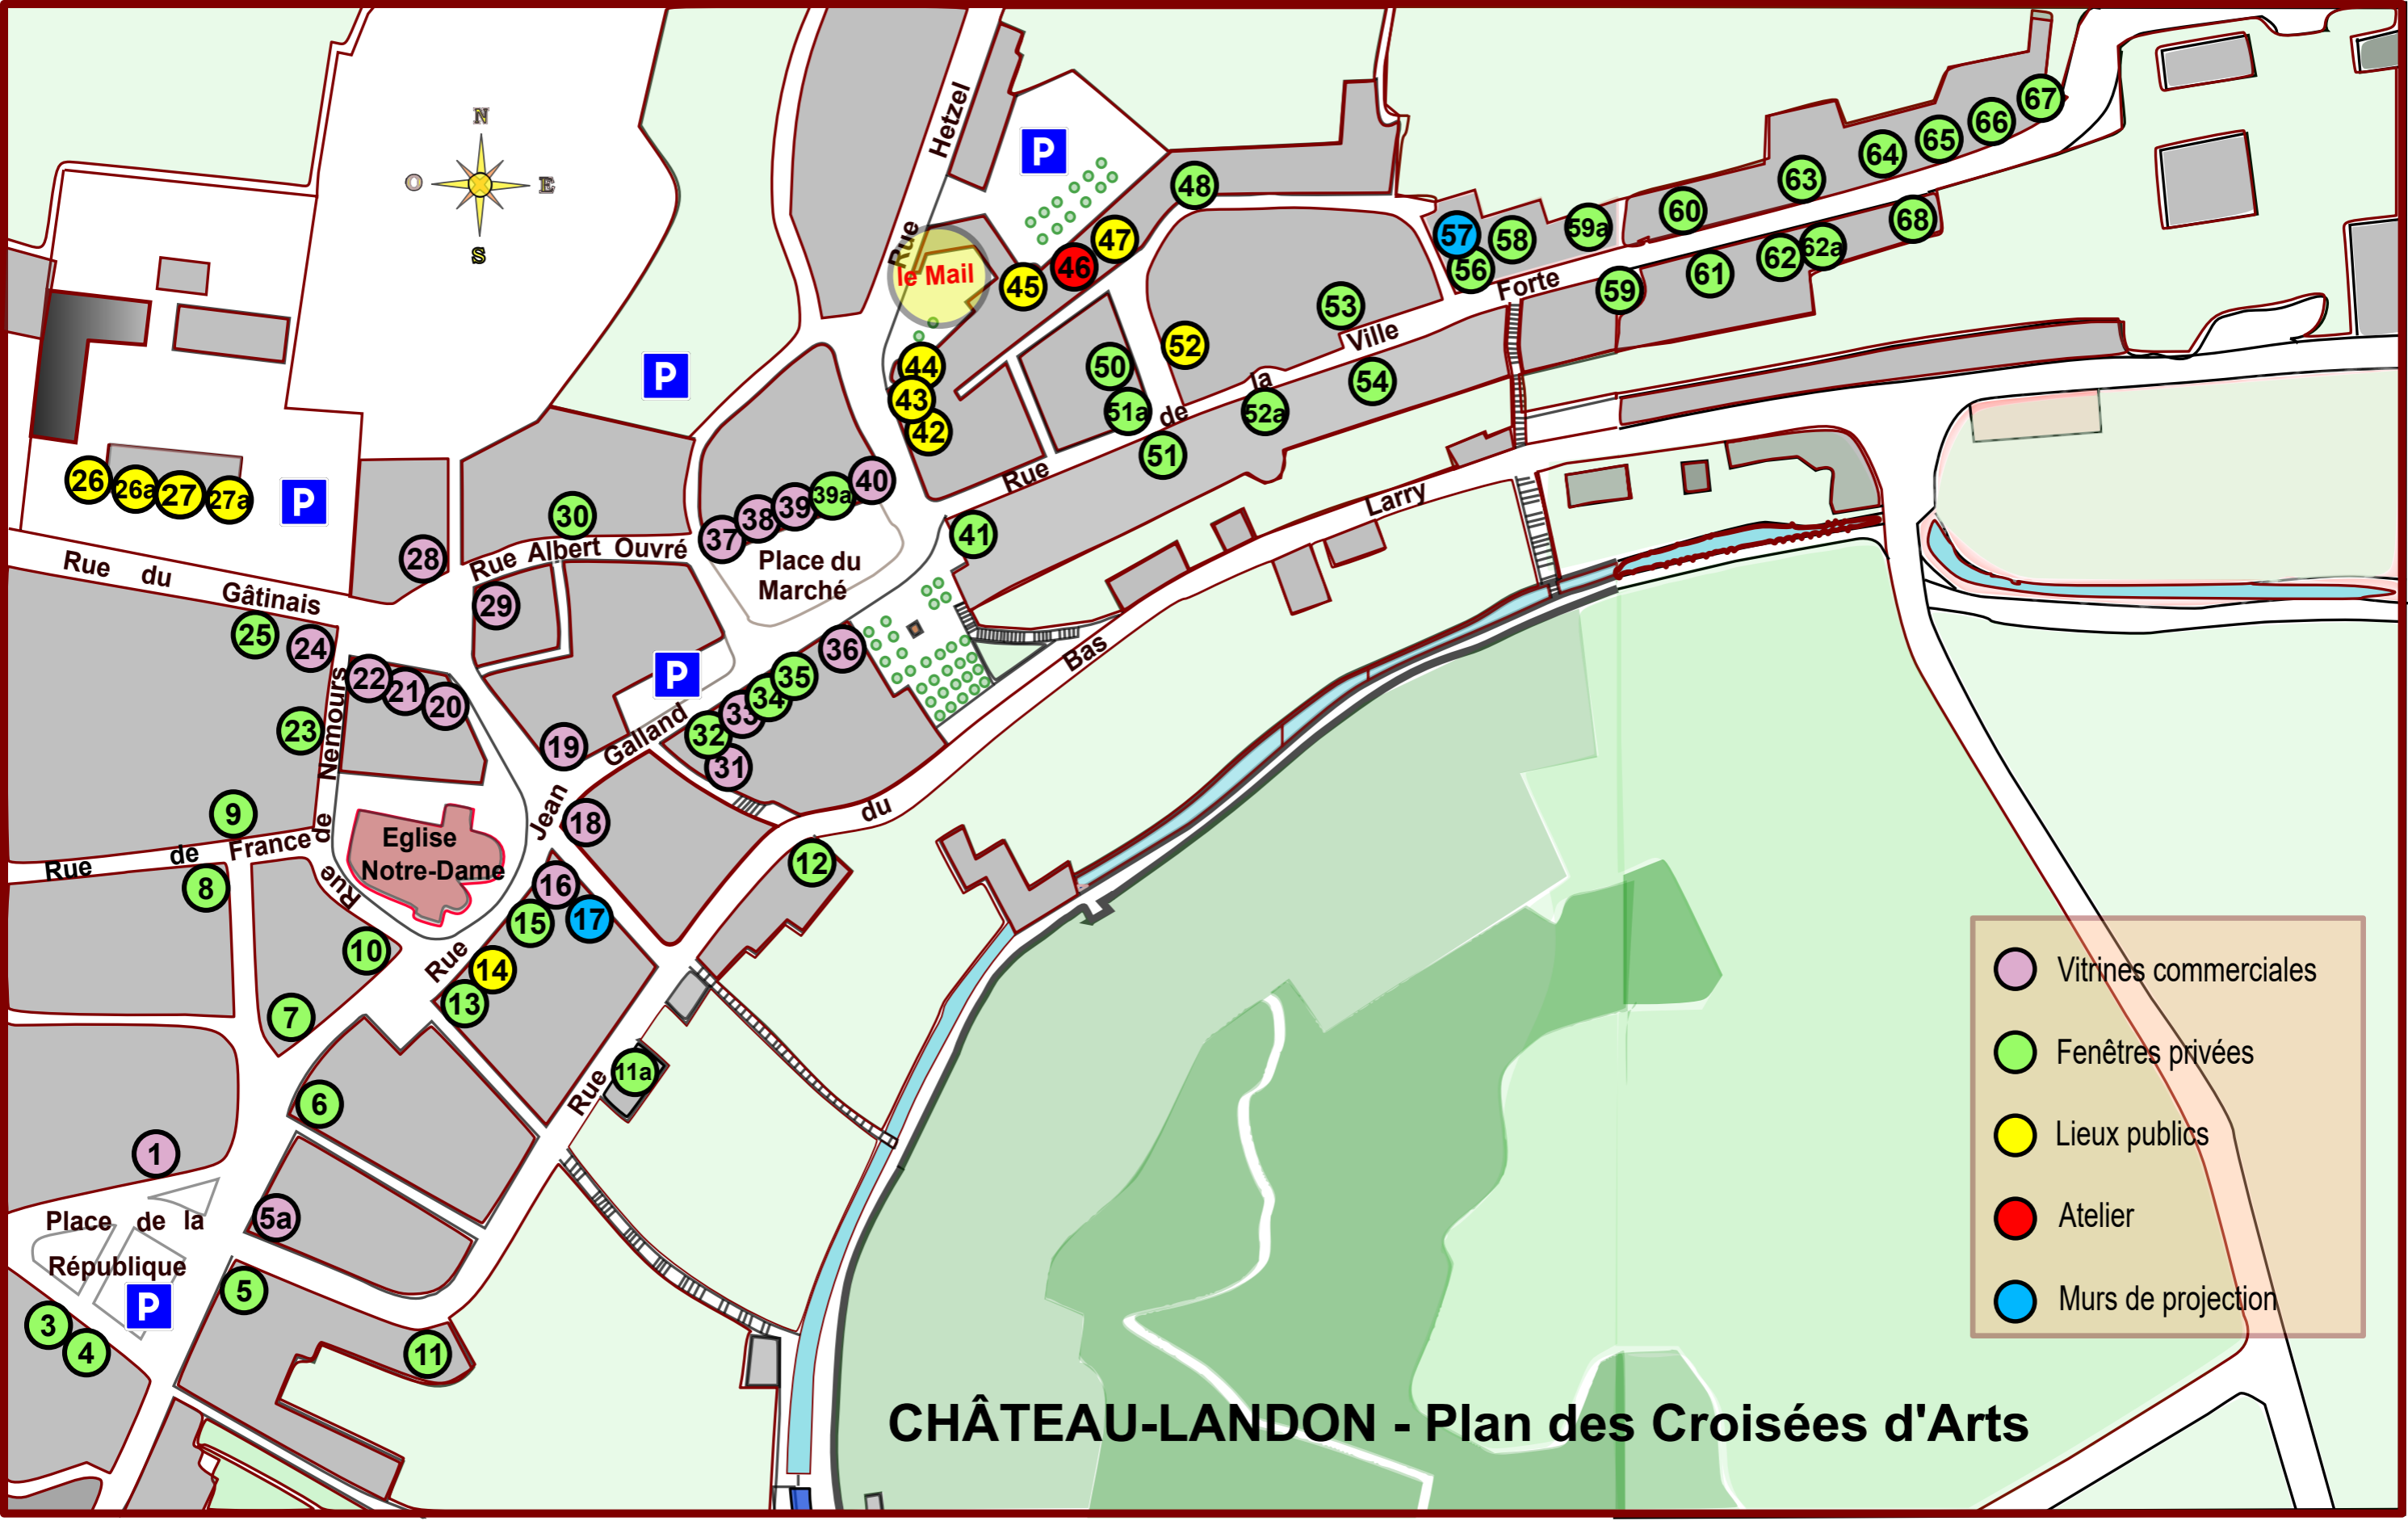 N
O
E
S
P
Rue Hetzel
le Mail
48
47
46
45
44
43
42
57
58
59a
56
60
63
64
65
66
67
68
62a
62
61
59
Forte
53
Ville
54
52
la
52a
50
51a
de
51
Rue
P
26
26a
27
27a
P
28
30
Rue Albert Ouvré
29
37
38
39
39a
40
41
Place du
Marché
Rue du Gâtinais
25
24
22
21
20
23
Nemours
de
Rue
19
P
Galland
32
33
34
35
36
31
Jean
18
Rue
Larry
Bas
du
Rue
9
Rue de France
8
Eglise
Notre-Dame
10
16
15
17
14
13
12
7
11a
6
1
5a
Place de la
République
P
5
3
4
11
Vitrines commerciales
Fenêtres privées
Lieux publics
Atelier
Murs de projection
CHÂTEAU-LANDON - Plan des Croisées d'Arts